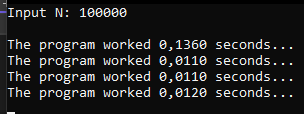 Input N: 100000
The program worked 0,1360 seconds...
The program worked 0,0110 seconds...
The program worked 0,0110 seconds...
The program worked 0,0120 seconds...